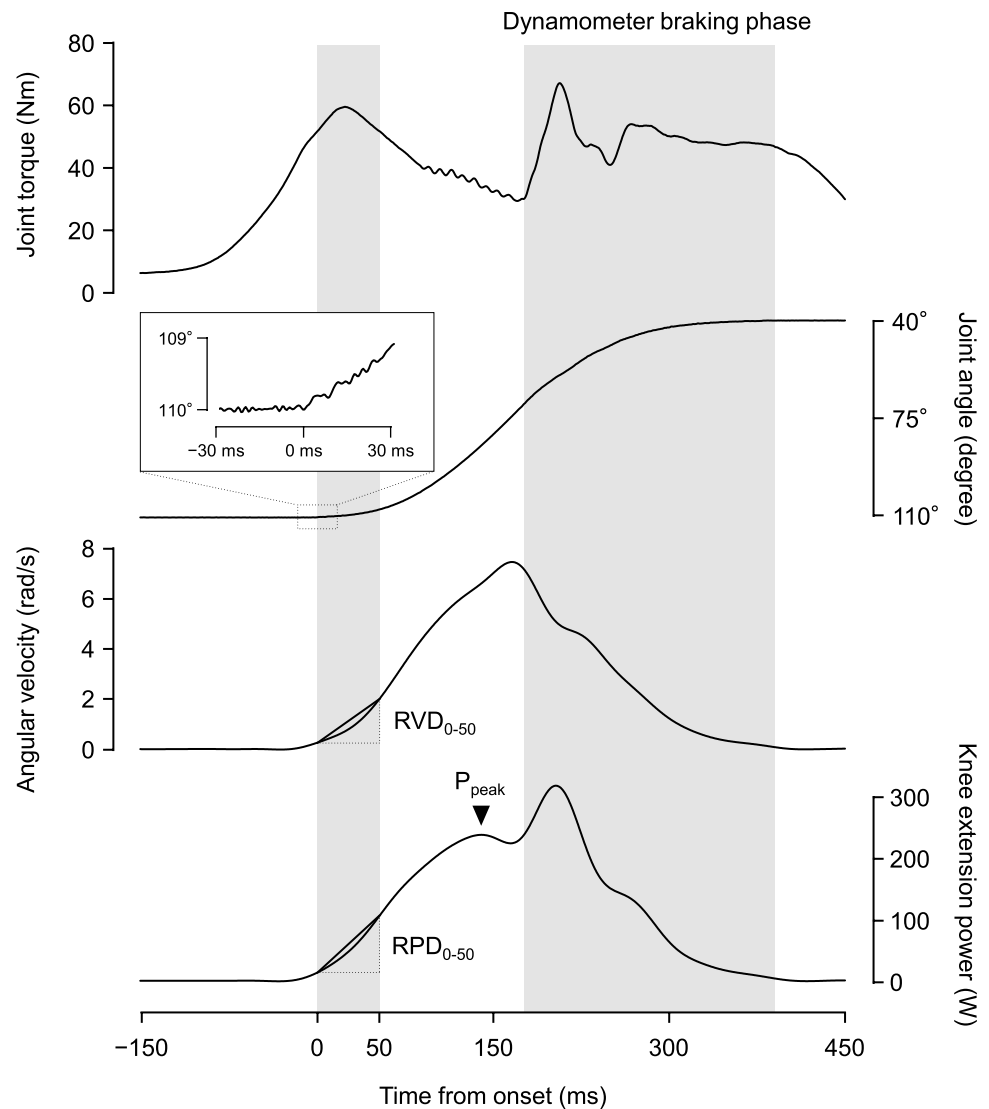 Dynamometer braking phase
Joint torque (Nm)
80
60
40
20
0
109°
110°
−30 ms 0 ms 30 ms
40°
75°
110°
Joint angle (degree)
Angular velocity (rad/s)
8
6
4
2
0
RVD0-50
Ppeak
RPD0-50
300
200
100
0
Knee extension power (W)
−150 0 50 150 300 450
Time from onset (ms)